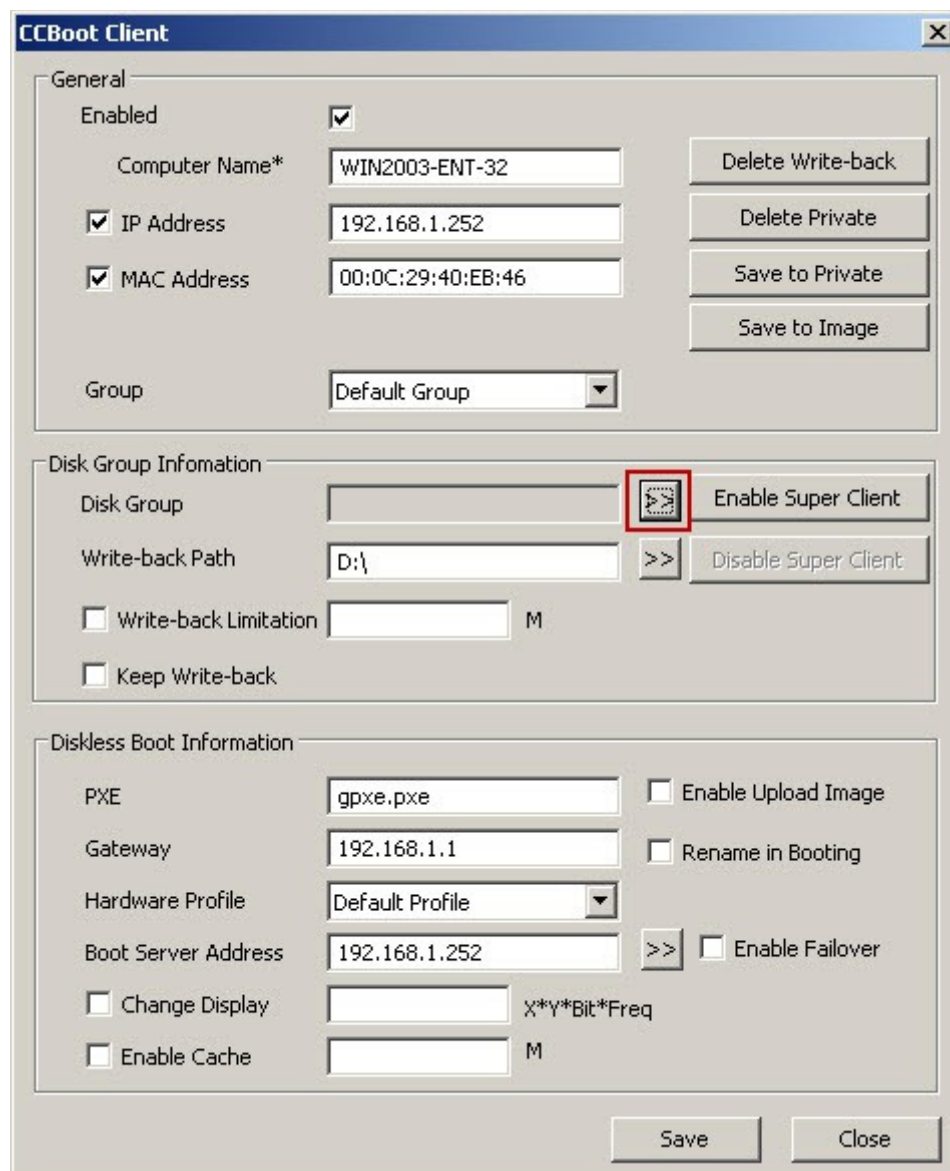 CCBoot Client
General
Enabled
Computer Name* WIN2003-ENT-32 Delete Write-back
IP Address 192.168.1.252 Delete Private
MAC Address 00:0C:29:40:EB:46 Save to Private
Save to Image
Group Default Group
Disk Group Infomation
Disk Group >> Enable Super Client
Write-back Path D:\ >> Disable Super Client
Write-back Limitation M
Keep Write-back
Diskless Boot Information
PXE gpxe.pxe Enable Upload Image
Gateway 192.168.1.1 Rename in Booting
Hardware Profile Default Profile
Boot Server Address 192.168.1.252 >> Enable Failover
Change Display X*Y*Bit*Freq
Enable Cache M
Save Close